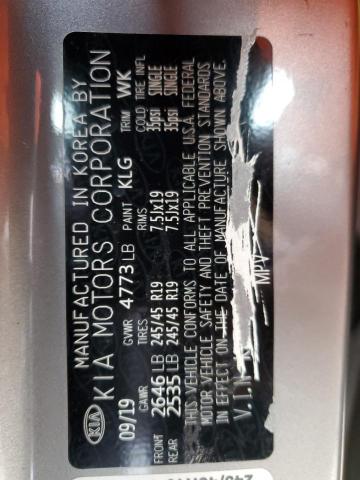 MANUFACTURED IN KOREA BY
KIA KIA MOTORS CORPORATION
09/19 GVWR 4773 LB PAINT KLG TRIM WK
GAWR TIRES RIMS COLD TIRE INFL
FRONT 2646 LB 245/45 R19 7.5Jx19 35psi SINGLE
REAR 2535 LB 245/45 R19 7.5Jx19 35psi SINGLE
THIS VEHICLE CONFORMS TO ALL APPLICABLE U.S.A. FEDERAL
MOTOR VEHICLE SAFETY AND THEFT PREVENTION STANDARDS
IN EFFECT ON THE DATE OF MANUFACTURE SHOWN ABOVE.
MPV